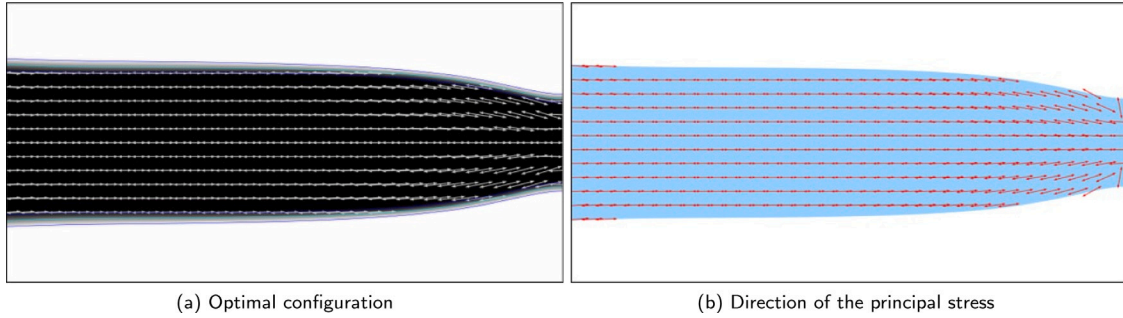 (a) Optimal configuration
(b) Direction of the principal stress